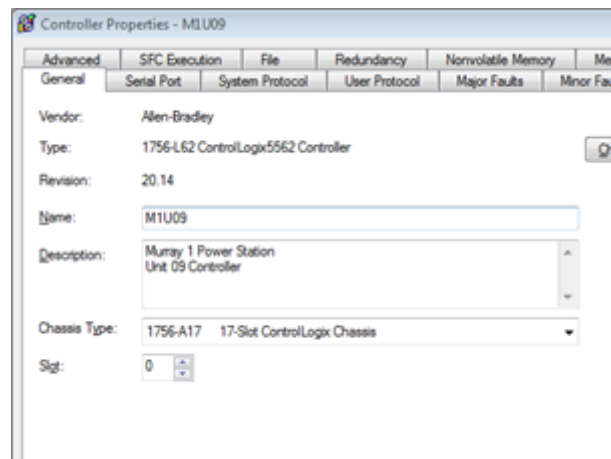 Controller Properties - M1U09
Advanced SFC Execution File Redundancy Nonvolatile Memory
General Serial Port System Protocol User Protocol Major Faults Minor
Vendor: Allen-Bradley
Type: 1756-L62 ControlLogix5562 Controller
Revision: 20.14
Name: M1U09
Description: Murray 1 Power Station
Unit 09 Controller
Chassis Type: 1756-A17 17-Slot ControlLogix Chassis
Slot: 0